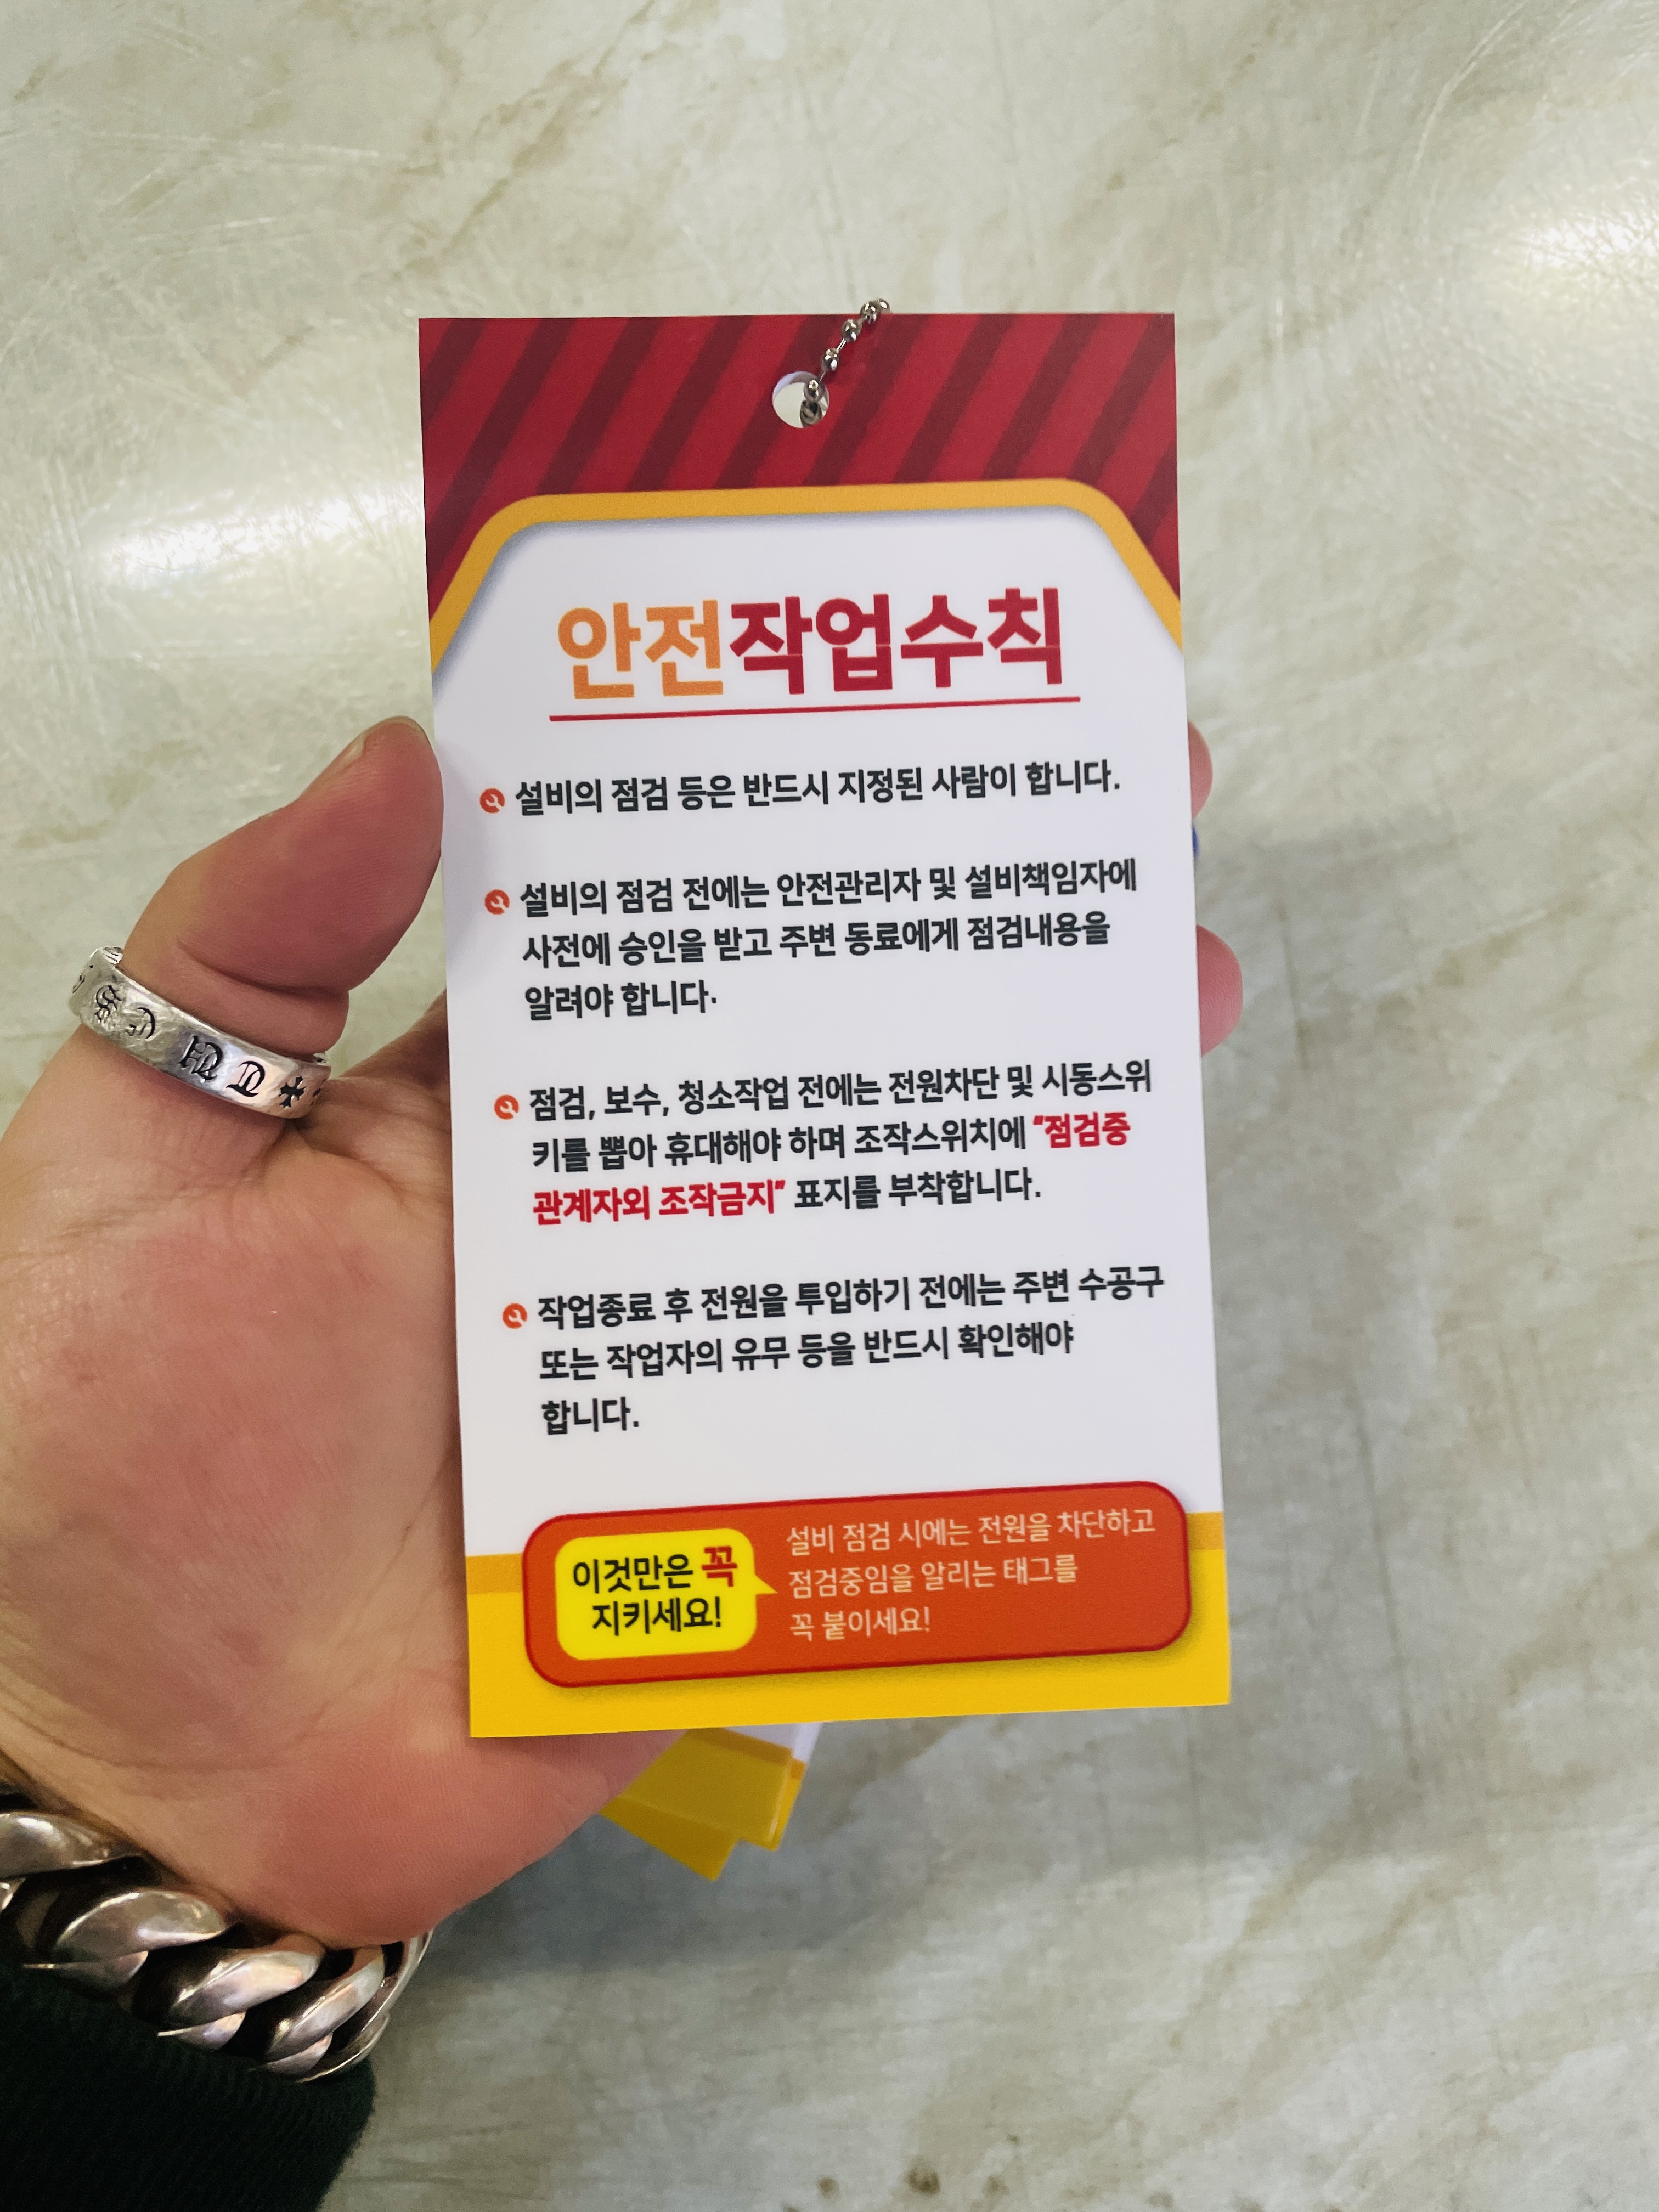 안전작업수칙
설비의 점검 등은 반드시 지정된 사람이 합니다.
설비의 점검 전에는 안전관리자 및 설비책임자에
사전에 승인을 받고 주변 동료에게 점검내용을
알려야 합니다.
점검, 보수, 청소작업 전에는 전원차단 및 시동스위
키를 뽑아 휴대해야 하며 조작스위치에 “점검중
관계자외 조작금지” 표지를 부착합니다.
작업종료 후 전원을 투입하기 전에는 주변 수공구
또는 작업자의 유무 등을 반드시 확인해야
합니다.
이것만은 꼭
지키세요!
설비 점검 시에는 전원을 차단하고
점검중임을 알리는 태그를
꼭 붙이세요!